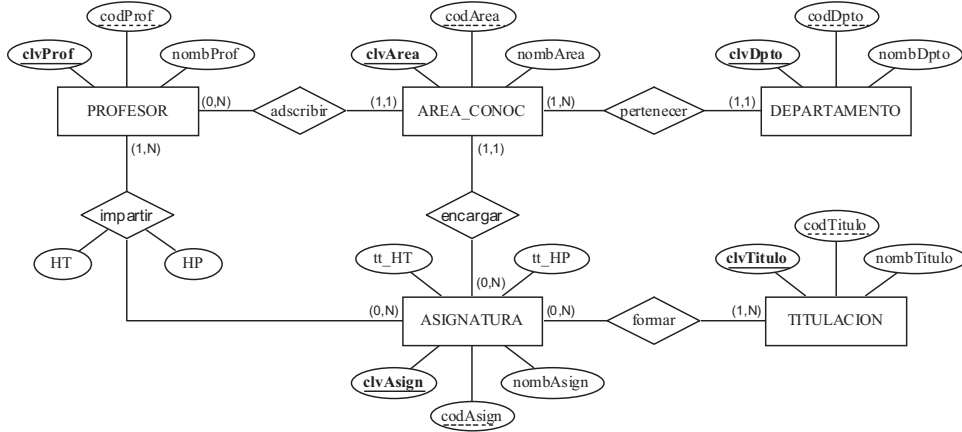 codProf
codArea
codDpto
clvProf
nombProf
clvArea
nombArea
clvDpto
nombDpto
PROFESOR
(0,N)
adscribir
(1,1)
AREA_CONOC
(1,N)
pertenecer
(1,1)
DEPARTAMENTO
(1,N)
(1,1)
impartir
encargar
HT
HP
tt_HT
tt_HP
codTitulo
clvTitulo
nombTitulo
(0,N)
(0,N)
ASIGNATURA
(0,N)
formar
(1,N)
TITULACION
clvAsign
nombAsign
codAsign